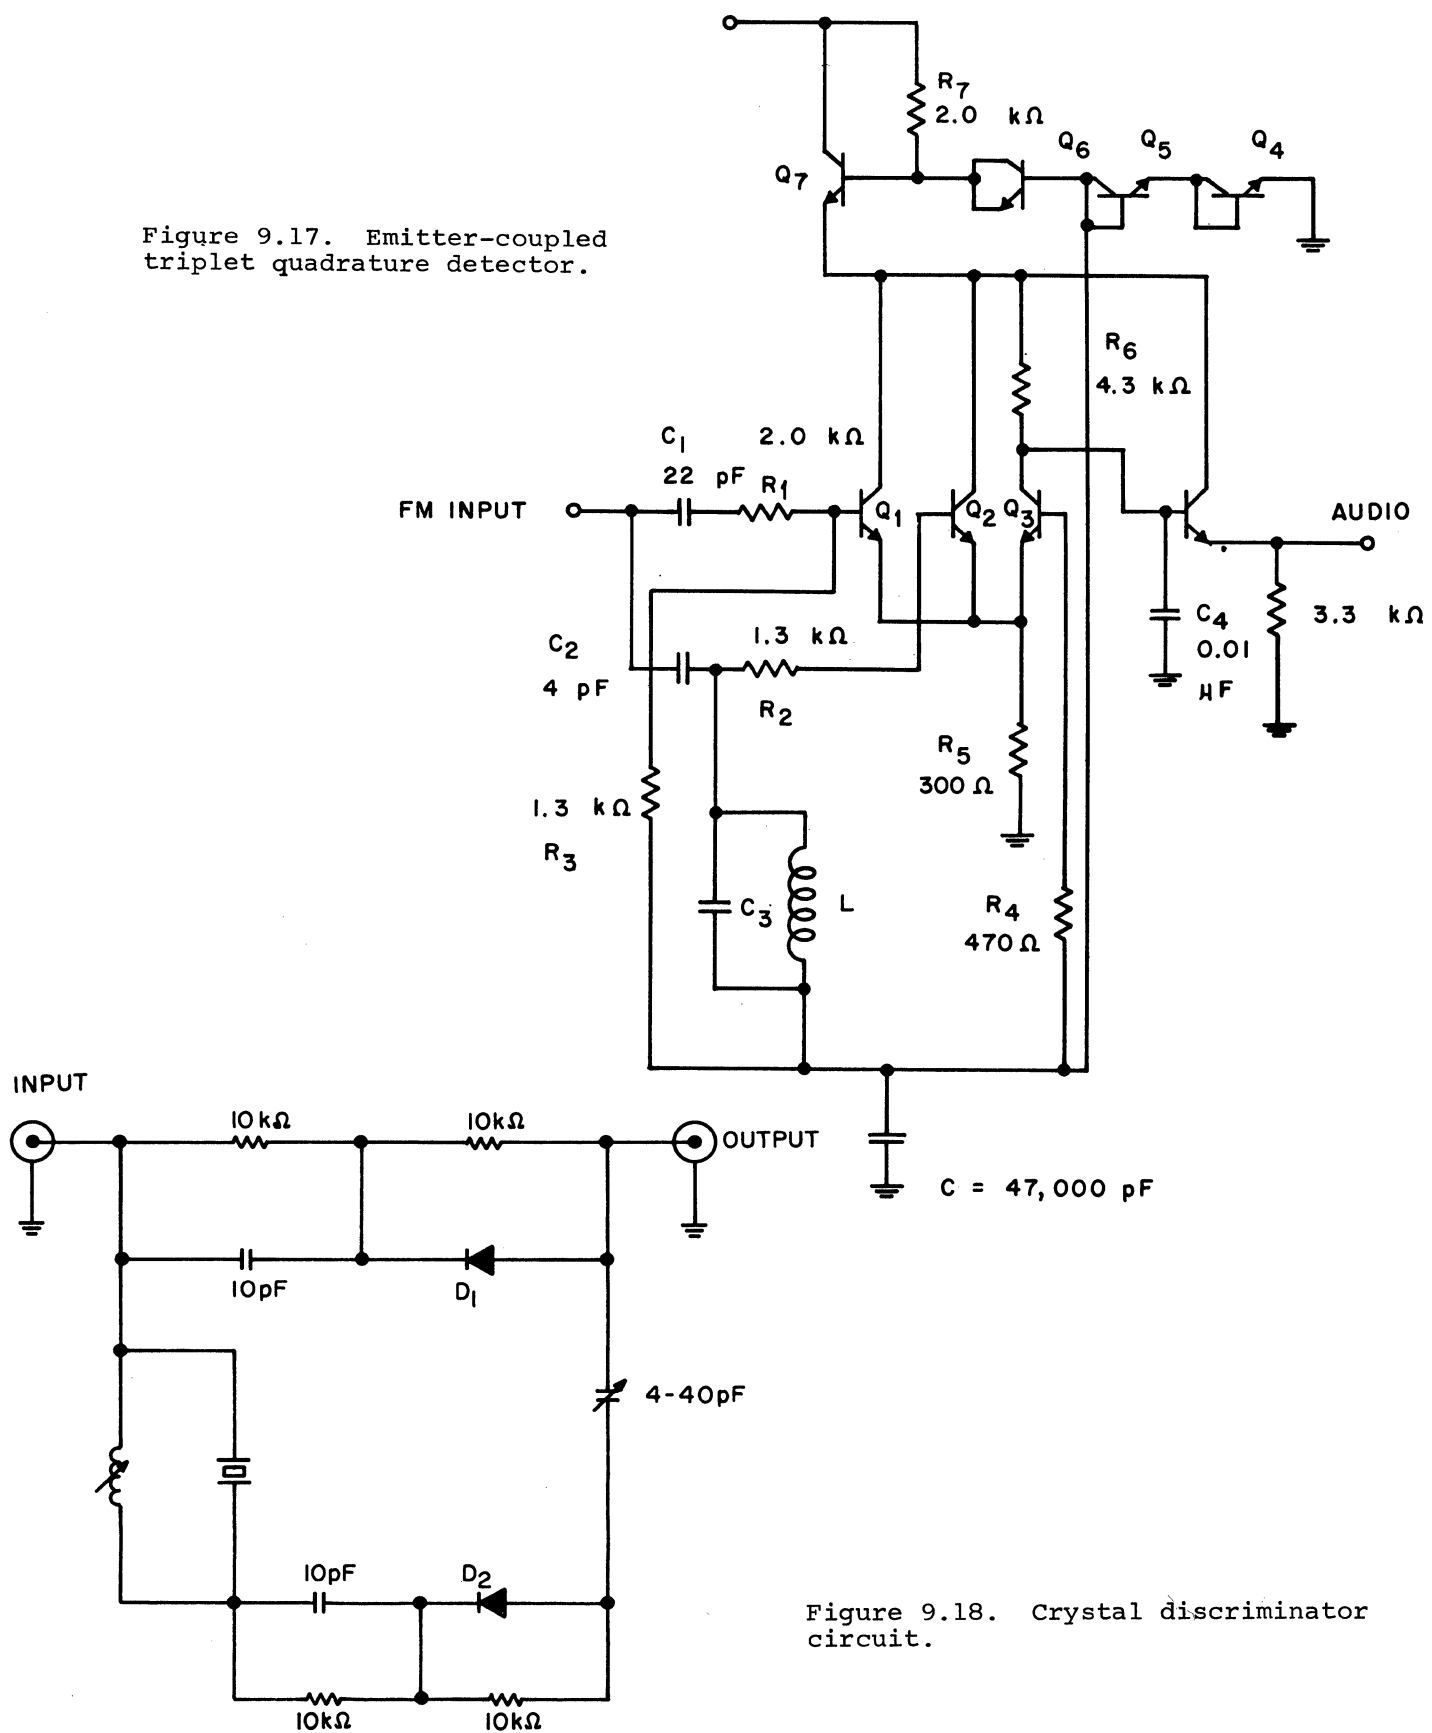 R7
2.0 kΩ
Q6
Q5
Q4
Q7
Figure 9.17. Emitter-coupled
triplet quadrature detector.
R6
4.3 kΩ
C1
22 pF
2.0 kΩ
R1
FM INPUT
Q1
Q2
Q3
AUDIO
C2
4 pF
1.3 kΩ
R2
C4
0.01
μF
3.3 kΩ
R5
300 Ω
1.3 kΩ
R3
C3
L
R4
470 Ω
INPUT
10kΩ
10kΩ
OUTPUT
C = 47,000 pF
10pF
D1
4-40pF
10pF
D2
Figure 9.18. Crystal discriminator
circuit.
10kΩ
10kΩ